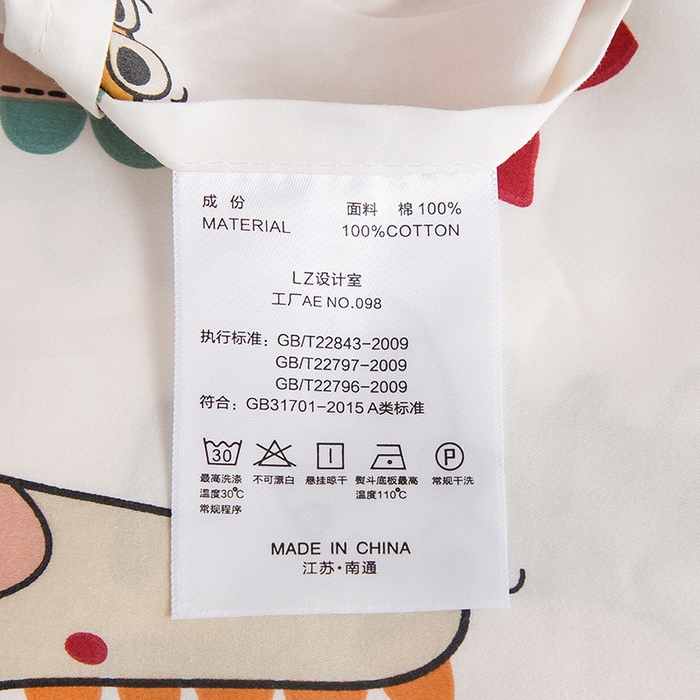 成 份 面料 棉 100%
MATERIAL 100%COTTON
LZ设计室
工厂AE NO.098
执行标准：GB/T22843-2009
GB/T22797-2009
GB/T22796-2009
符合：GB31701-2015 A类标准
30 P
最高洗涤 不可漂白 悬挂晾干 熨斗底板最高 常规干洗
温度30℃ 温度110℃
常规程序
MADE IN CHINA
江苏·南通